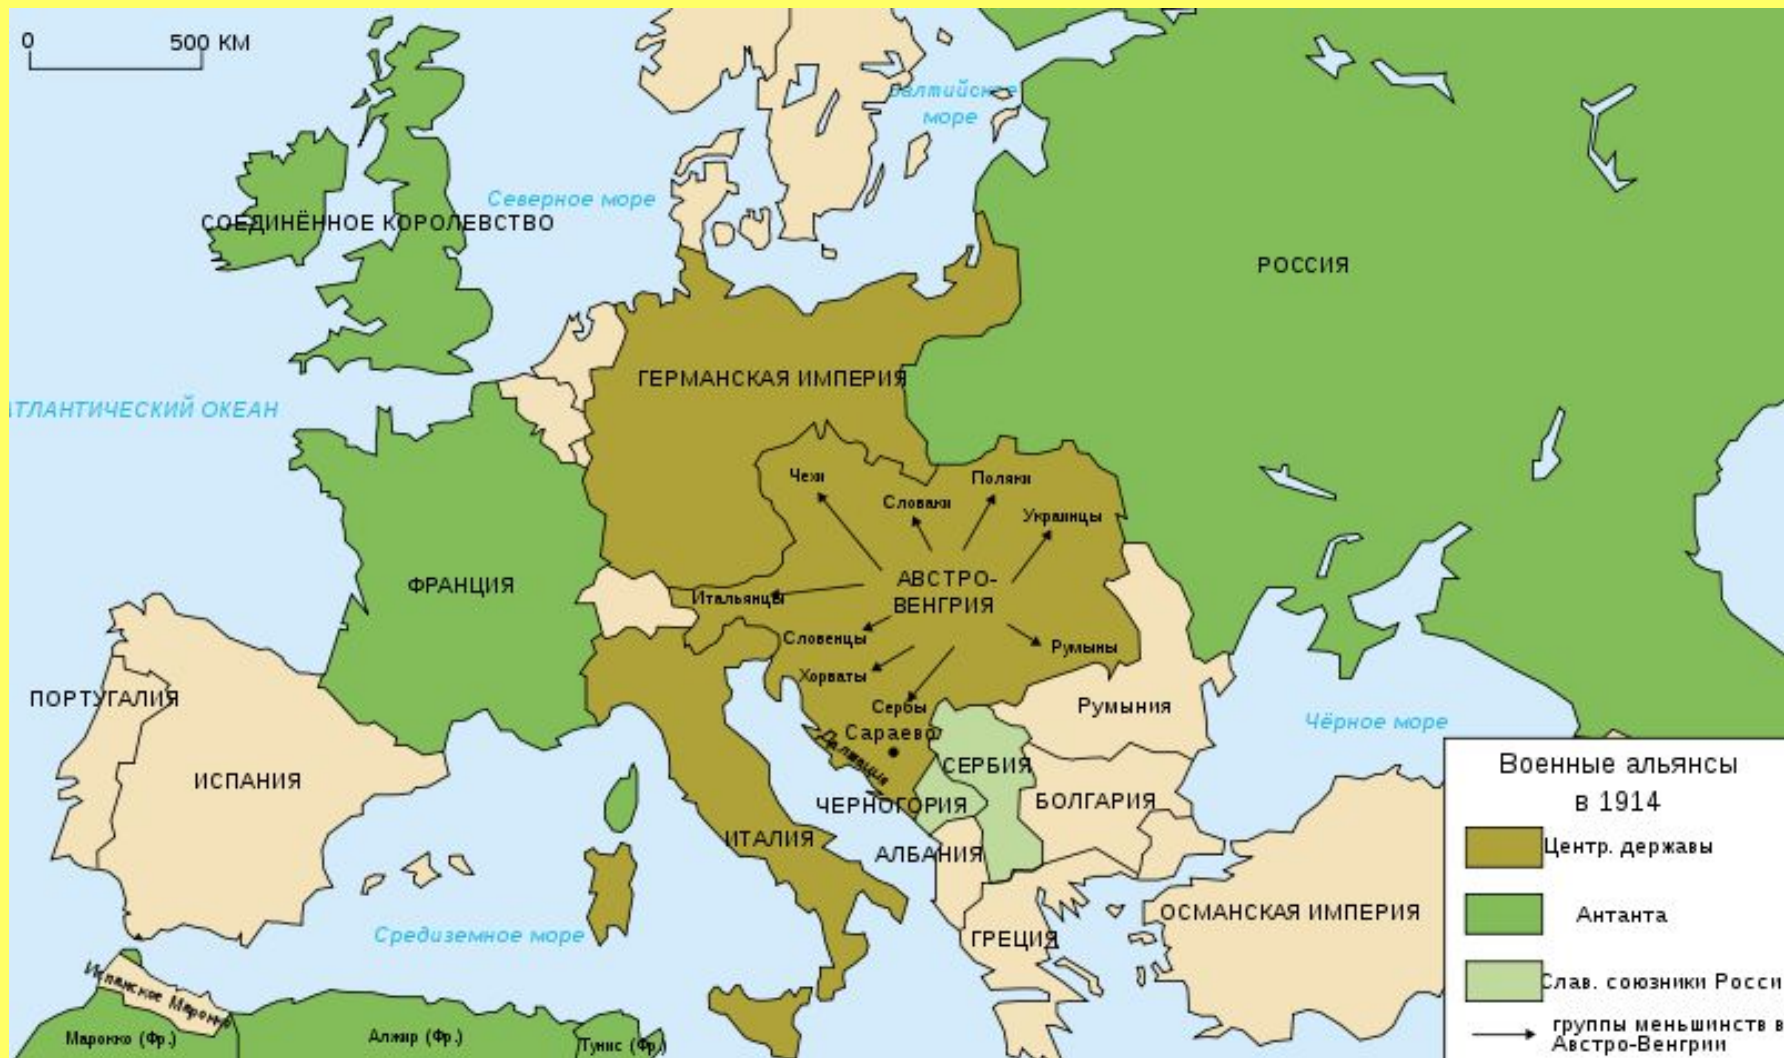 0 500 КМ
Балтийское
море
Северное море
СОЕДИНЁННОЕ КОРОЛЕВСТВО
РОССИЯ
ГЕРМАНСКАЯ ИМПЕРИЯ
АТЛАНТИЧЕСКИЙ ОКЕАН
Чехи
Поляки
Словаки
Украинцы
ФРАНЦИЯ
АВСТРО-
ВЕНГРИЯ
Итальянцы
Словенцы
Румыны
Хорваты
ПОРТУГАЛИЯ
Сербы
Румыния
Сараево
Чёрное море
Далмация
ИСПАНИЯ
СЕРБИЯ
ЧЕРНОГОРИЯ
БОЛГАРИЯ
ИТАЛИЯ
АЛБАНИЯ
ОСМАНСКАЯ ИМПЕРИЯ
Средиземное море
ГРЕЦИЯ
Испанское Марокко
Марокко (Фр.)
Алжир (Фр.)
Тунис (Фр.)
Военные альянсы
в 1914
Центр. державы
Антанта
Слав. союзники Росси
группы меньшинств в
Австро-Венгрии